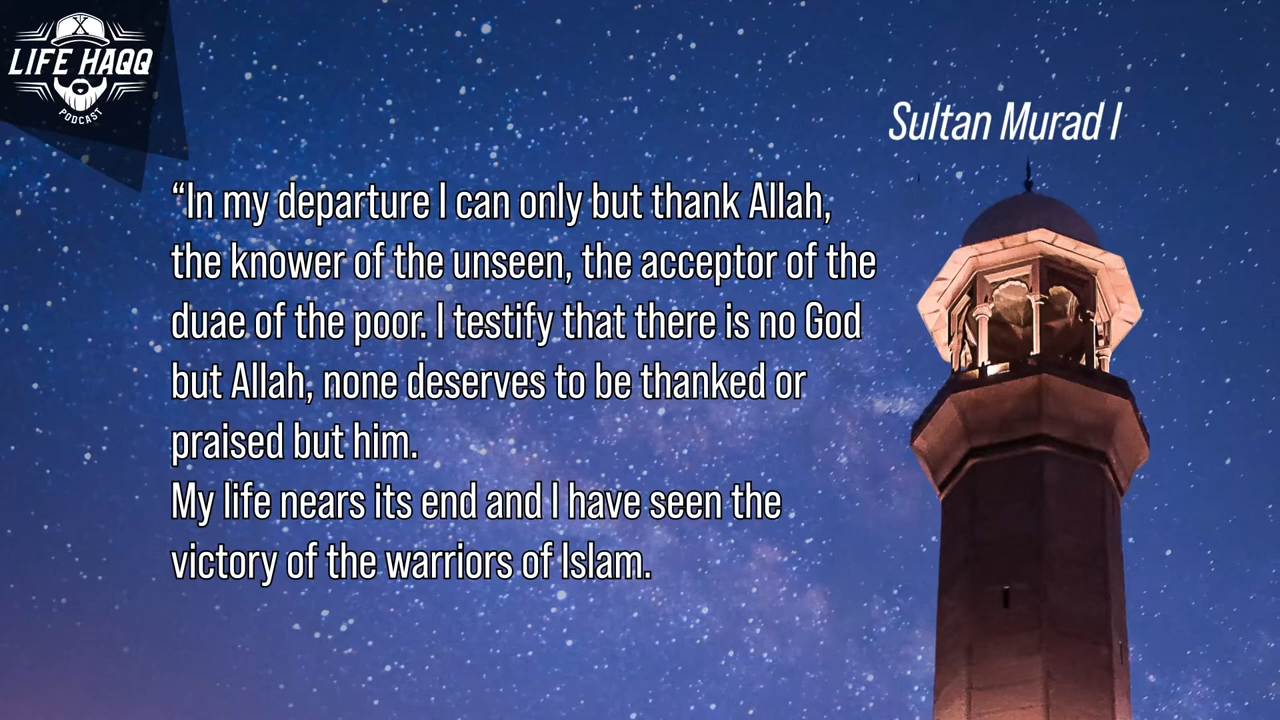 LIFE HAQQ
PODCAST
Sultan Murad I
“In my departure I can only but thank Allah,
the knower of the unseen, the acceptor of the
duae of the poor. I testify that there is no God
but Allah, none deserves to be thanked or
praised but him.
My life nears its end and I have seen the
victory of the warriors of Islam.